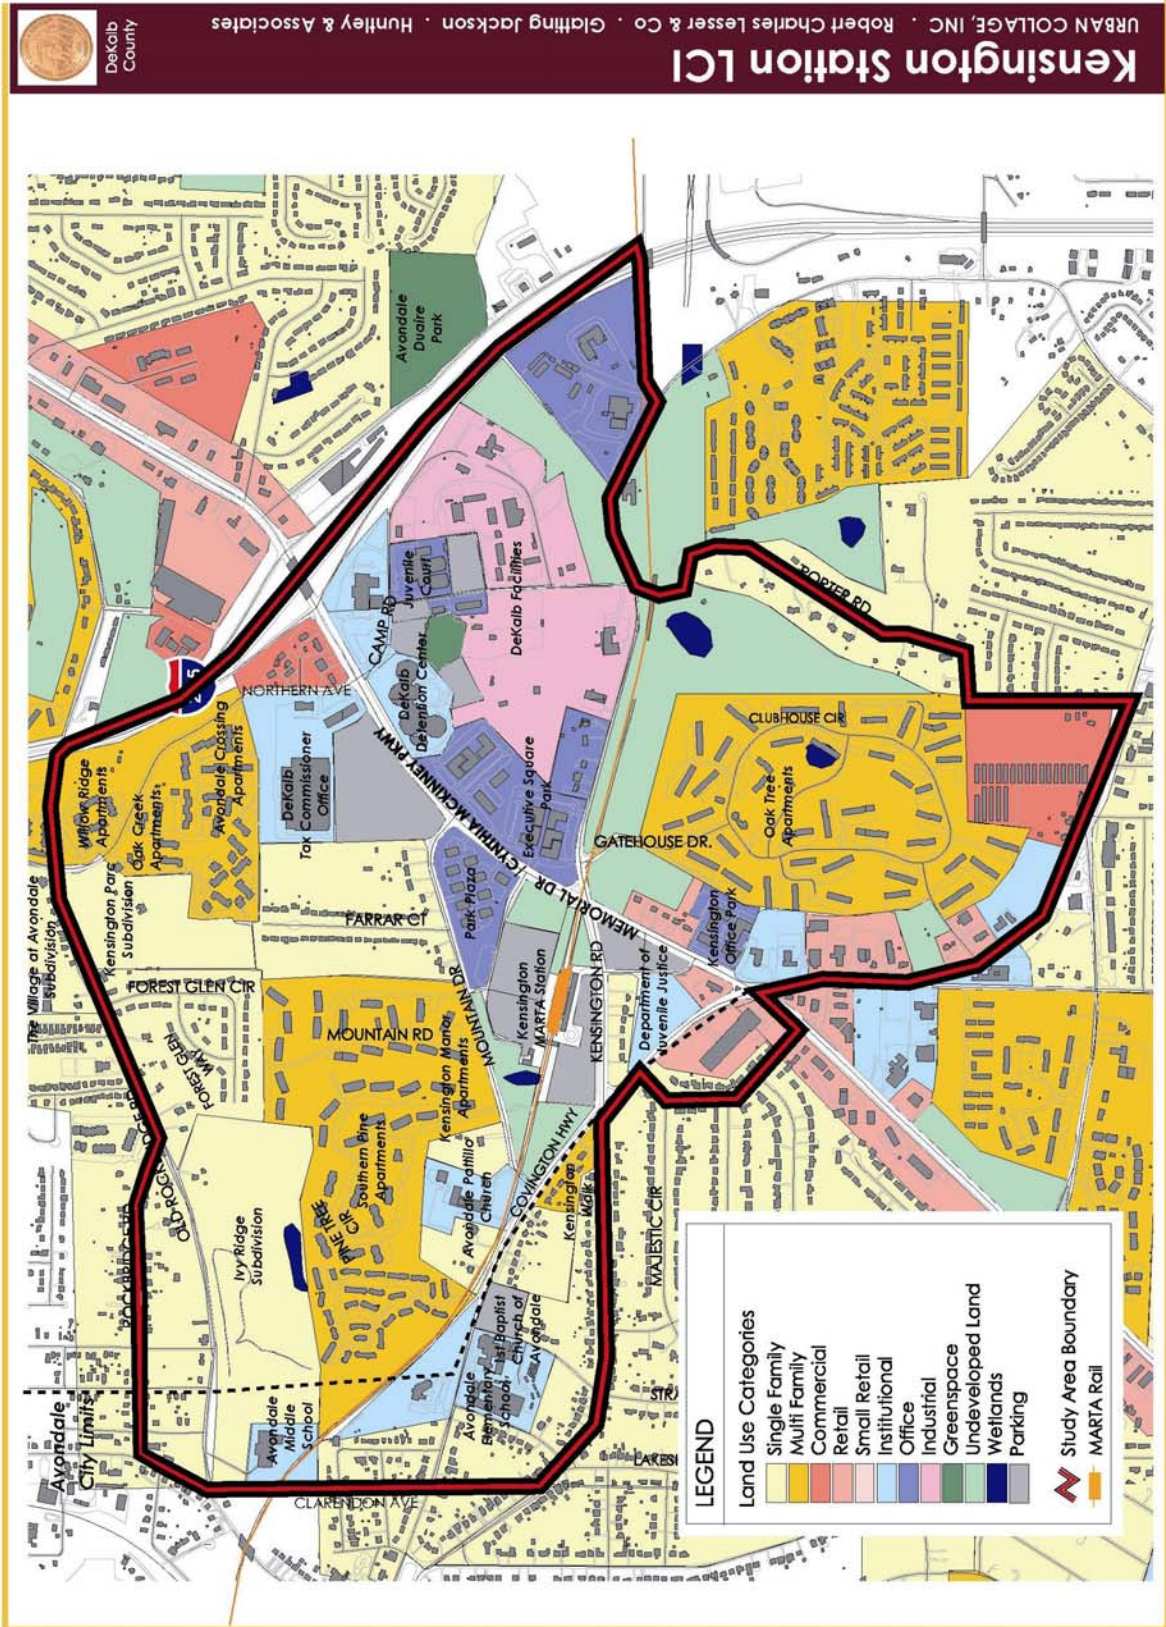 Kensington Station LCI
URBAN COLLAGE, INC . Robert Charles Lesser & Co . Glatting Jackson . Huntley & Associates
DeKalb
County
The Village at Avondale
Subdivision
Willow Ridge
Apartments
Kensington Parc
Subdivision
Oak Creek
Apartments
Avondale Crossing
Apartments
NORTHERN AVE
DeKalb
Tax Commissioner
Office
CAMP RD
Juvenile
Court
DeKalb
Detention Center
DeKalb Facilities
Avondale
Duaire
Park
MEMORIAL DR. /CYNTHIA MCKINNEY PKWY
Executive Square
Park
Park Plaza
FARRAR CT
FOREST GLEN CIR
FOREST GLEN
WAY
MOUNTAIN RD
MOUNTAIN DR
Kensington Manor
Apartments
Southern Pine
Apartments
PINE TREE
CIR
Ivy Ridge
Subdivision
Avondale Pattillo
Church
Kensington
MARTA Station
KENSINGTON RD
Department of
Juvenile Justice
Kensington
Office Park
GATEHOUSE DR.
CLUBHOUSE CIR
Oak Tree
Apartments
PORTER RD
COVINGTON HWY
Kensington
Walk
MAJESTIC CIR
1st Baptist
Church of
Avondale
Avondale
Elementary
School
Avondale
Middle
School
CLARENDON AVE
Avondale
City Limits
LEGEND
Land Use Categories
Single Family
Multi Family
Commercial
Retail
Small Retail
Institutional
Office
Industrial
Greenspace
Undeveloped Land
Wetlands
Parking
Study Area Boundary
MARTA Rail